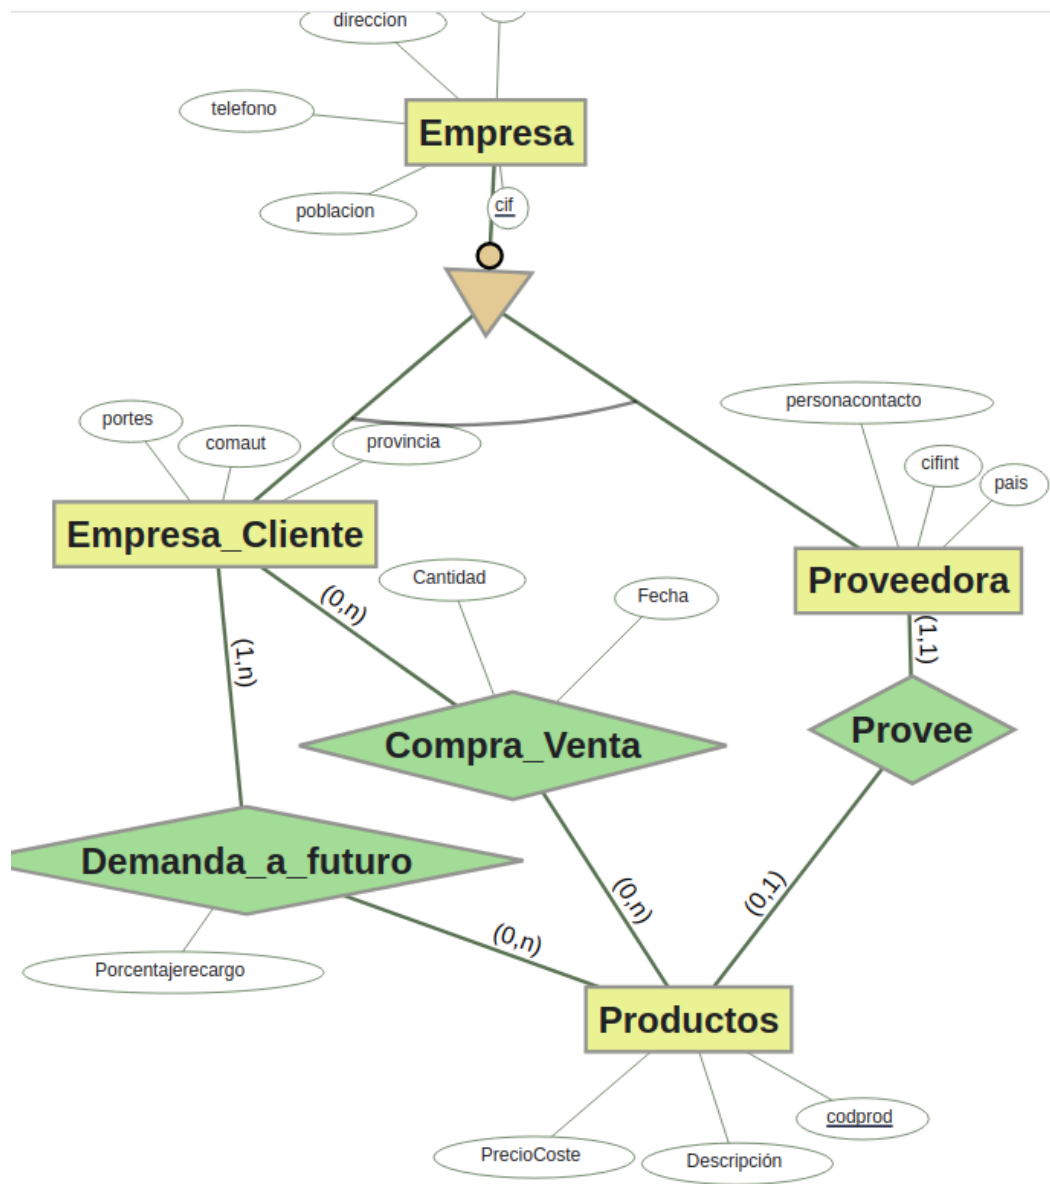 direccion
telefono
Empresa
poblacion
cif
personacontacto
portes
comaut
provincia
cifint
pais
Empresa_Cliente
Proveedora
Cantidad
Fecha
(0,n)
(1,n)
(1,1)
Compra_Venta
Provee
Demanda_a_futuro
(0,n)
(0,1)
(0,n)
Porcentajerecargo
Productos
codprod
PrecioCoste
Descripción